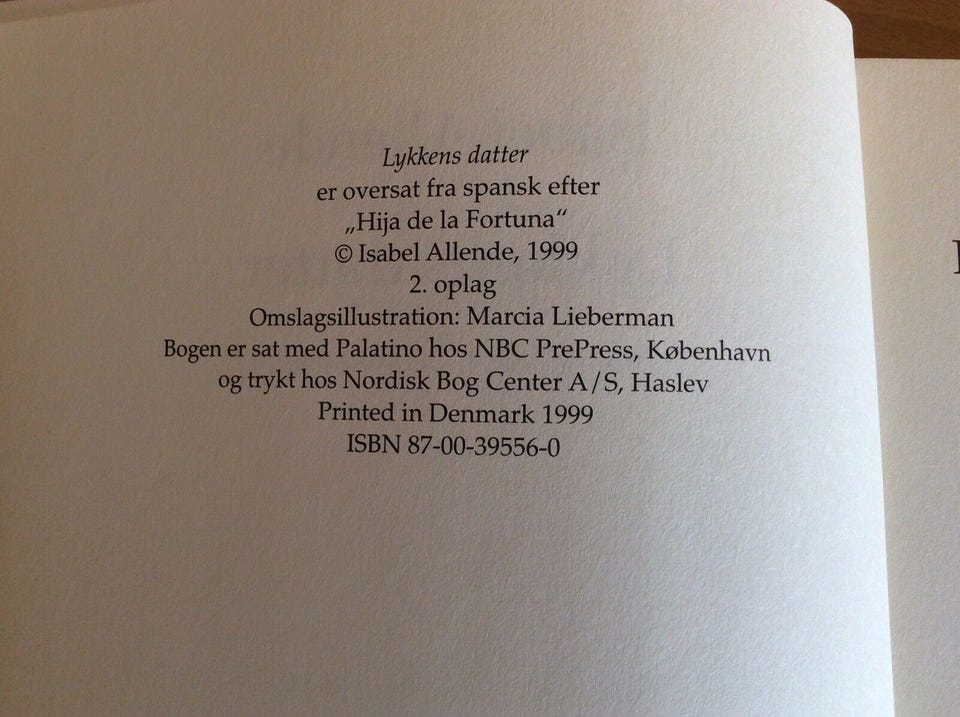 Lykkens datter
er oversat fra spansk efter
„Hija de la Fortuna“
© Isabel Allende, 1999
2. oplag
Omslagsillustration: Marcia Lieberman
Bogen er sat med Palatino hos NBC PrePress, København
og trykt hos Nordisk Bog Center A/S, Haslev
Printed in Denmark 1999
ISBN 87-00-39556-0